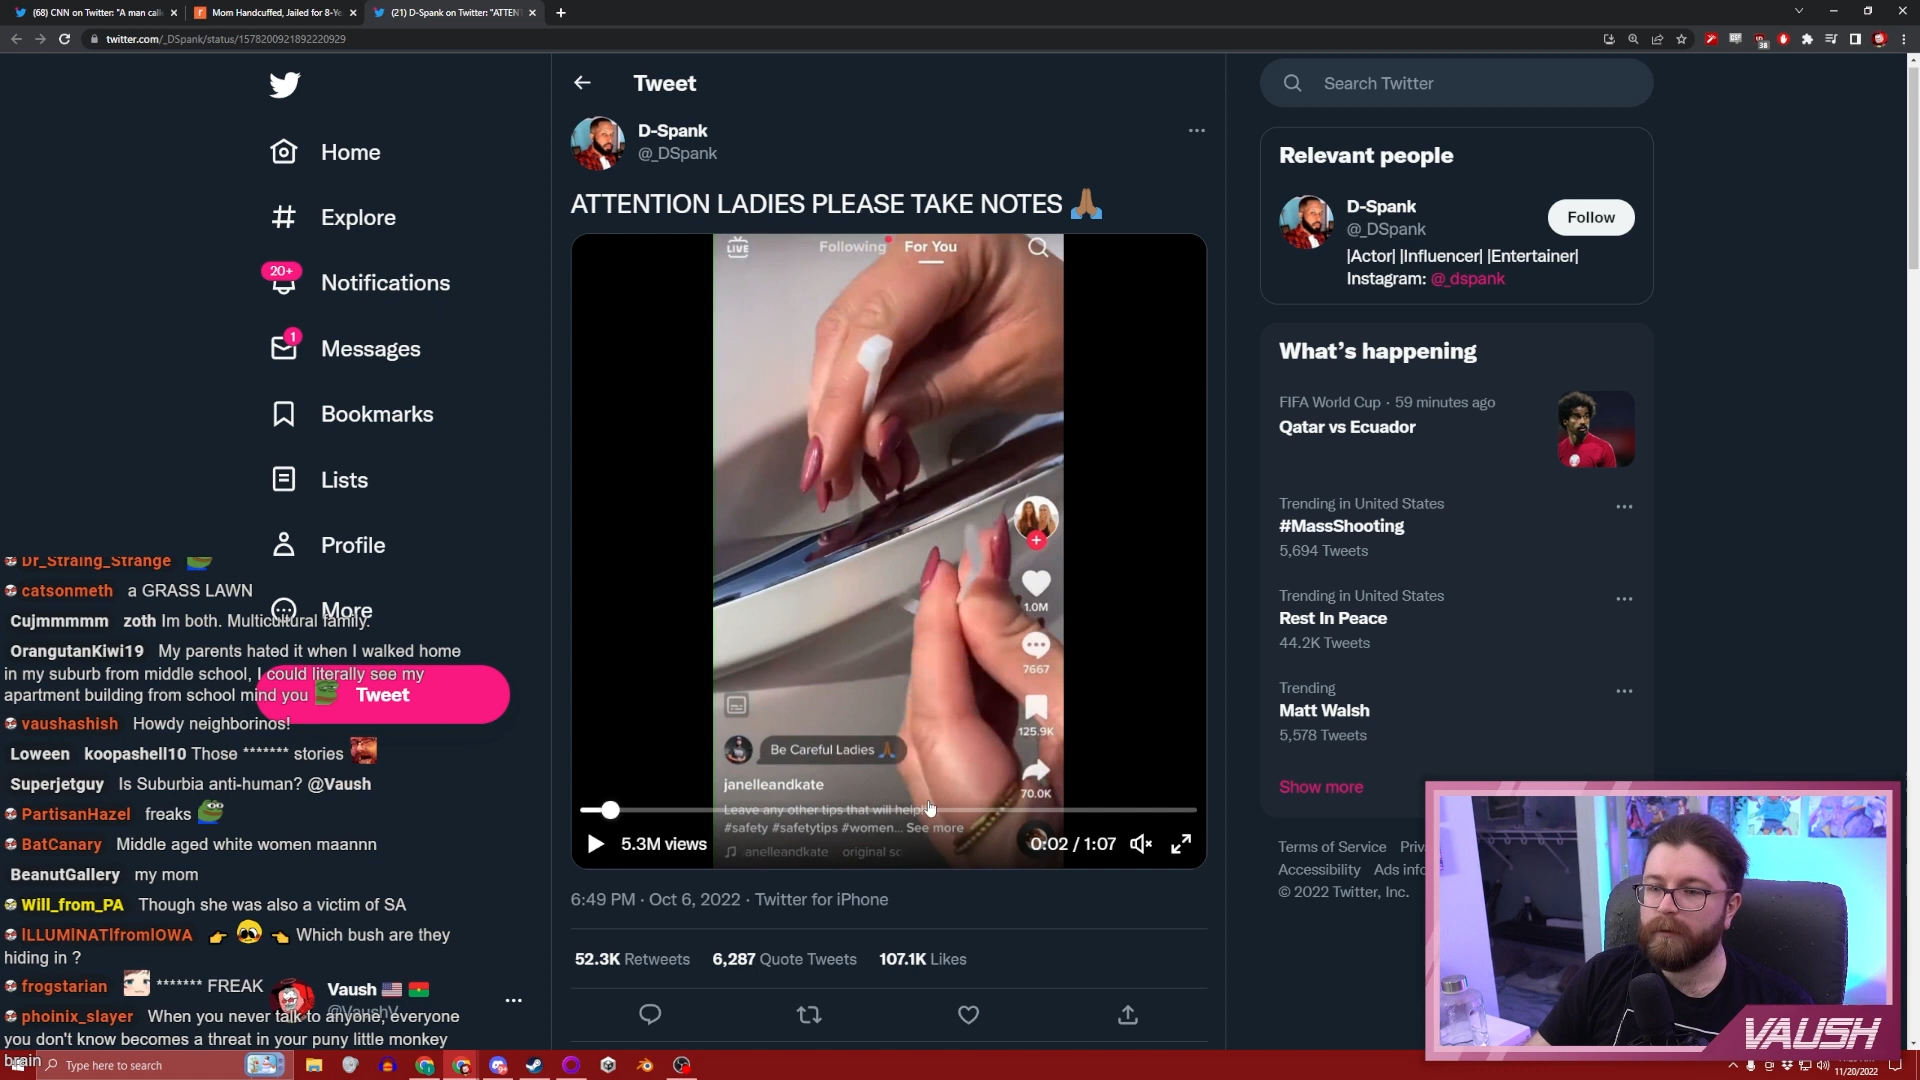 (68) CNN on Twitter: "A man call
Mom Handcuffed, Jailed for 8-Ye
(21) D-Spank on Twitter: "ATTENT
twitter.com/_DSpank/status/1578200921892220929
38
Home
Explore
20+
Notifications
1
Messages
Bookmarks
Lists
Profile
More
Tweet
Vaush
@VaushV
Tweet
D-Spank
@_DSpank
ATTENTION LADIES PLEASE TAKE NOTES
LIVE
Following
For You
1.0M
7667
125.9K
70.0K
Be Careful Ladies
janelleandkate
Leave any other tips that will help
#safety #safetytips #women... See more
anelleandkate original sc
5.3M views
0:02 / 1:07
6:49 PM · Oct 6, 2022 · Twitter for iPhone
52.3K Retweets 6,287 Quote Tweets 107.1K Likes
Search Twitter
Relevant people
D-Spank
@_DSpank
Follow
|Actor| |Influencer| |Entertainer|
Instagram: @_dspank
What's happening
FIFA World Cup · 59 minutes ago
Qatar vs Ecuador
Trending in United States
#MassShooting
5,694 Tweets
Trending in United States
Rest In Peace
44.2K Tweets
Trending
Matt Walsh
5,578 Tweets
Show more
Terms of Service Priv
Accessibility Ads info
© 2022 Twitter, Inc.
Dr_Straing_Strange
catsonmeth a GRASS LAWN
Cujmmmmm zoth Im both. Multicultural family.
OrangutanKiwi19 My parents hated it when I walked home
in my suburb from middle school, I could literally see my
apartment building from school mind you
vaushashish Howdy neighborinos!
Loween koopashell10 Those ******* stories
Superjetguy Is Suburbia anti-human? @Vaush
PartisanHazel freaks
BatCanary Middle aged white women maannn
BeanutGallery my mom
Will_from_PA Though she was also a victim of SA
ILLUMINATIfromIOWA Which bush are they
hiding in ?
frogstarian ******* FREAK
phoinix_slayer When you never talk to anyone, everyone
you don't know becomes a threat in your puny little monkey
brain
VAUSH
Type here to search
11/20/2022